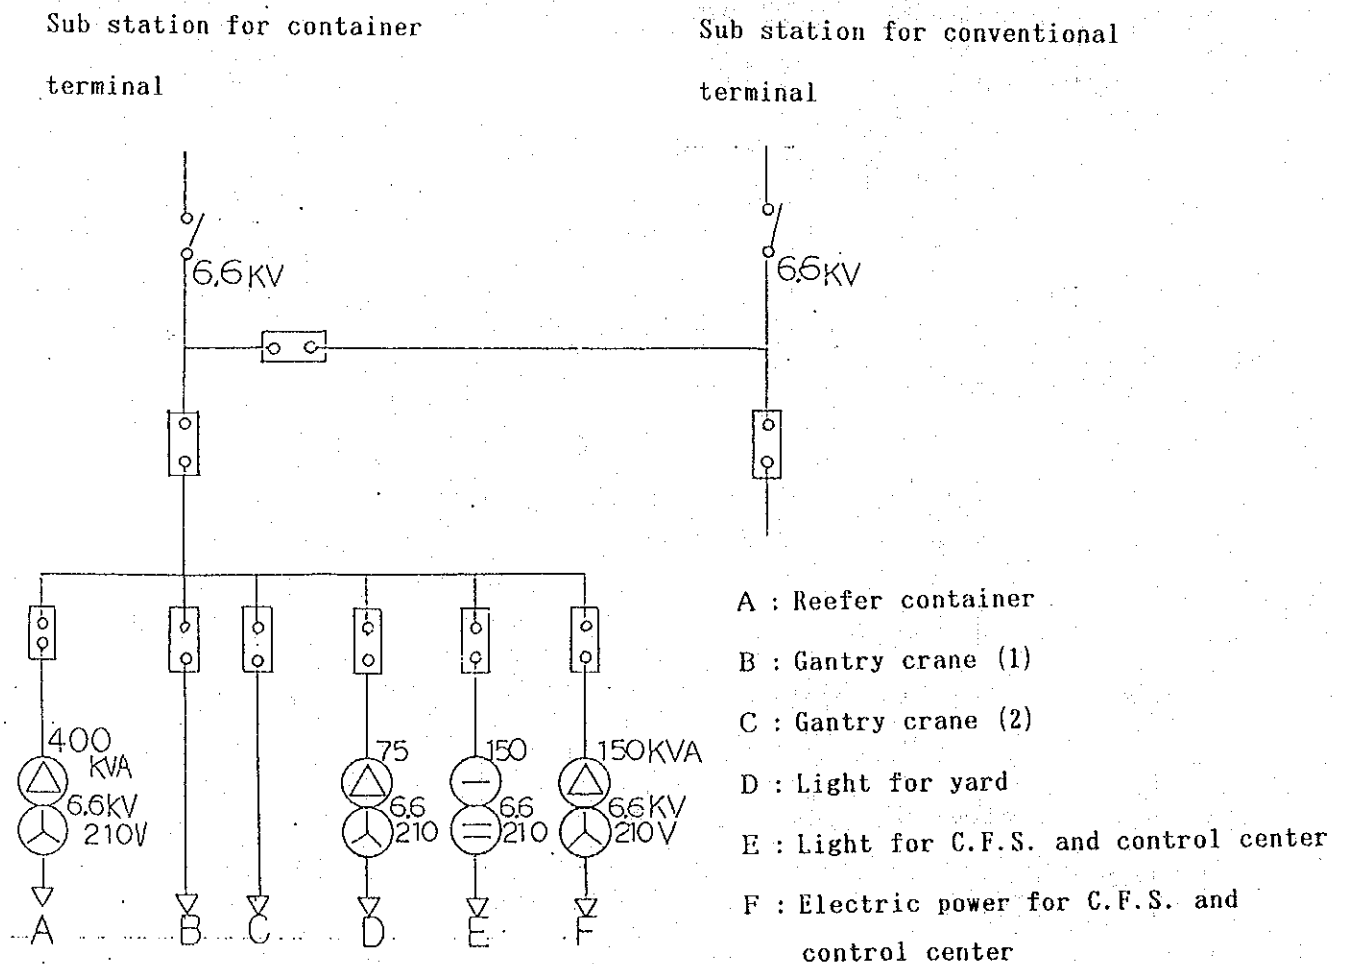 Sub station for container
terminal
Sub station for conventional
terminal
6.6KV
6.6KV
400
KVA
6.6KV
210V
75
6.6
210
150
6.6
210
150KVA
6.6KV
210V
A
B
C
D
E
F
A : Reefer container
B : Gantry crane (1)
C : Gantry crane (2)
D : Light for yard
E : Light for C.F.S. and control center
F : Electric power for C.F.S. and
control center